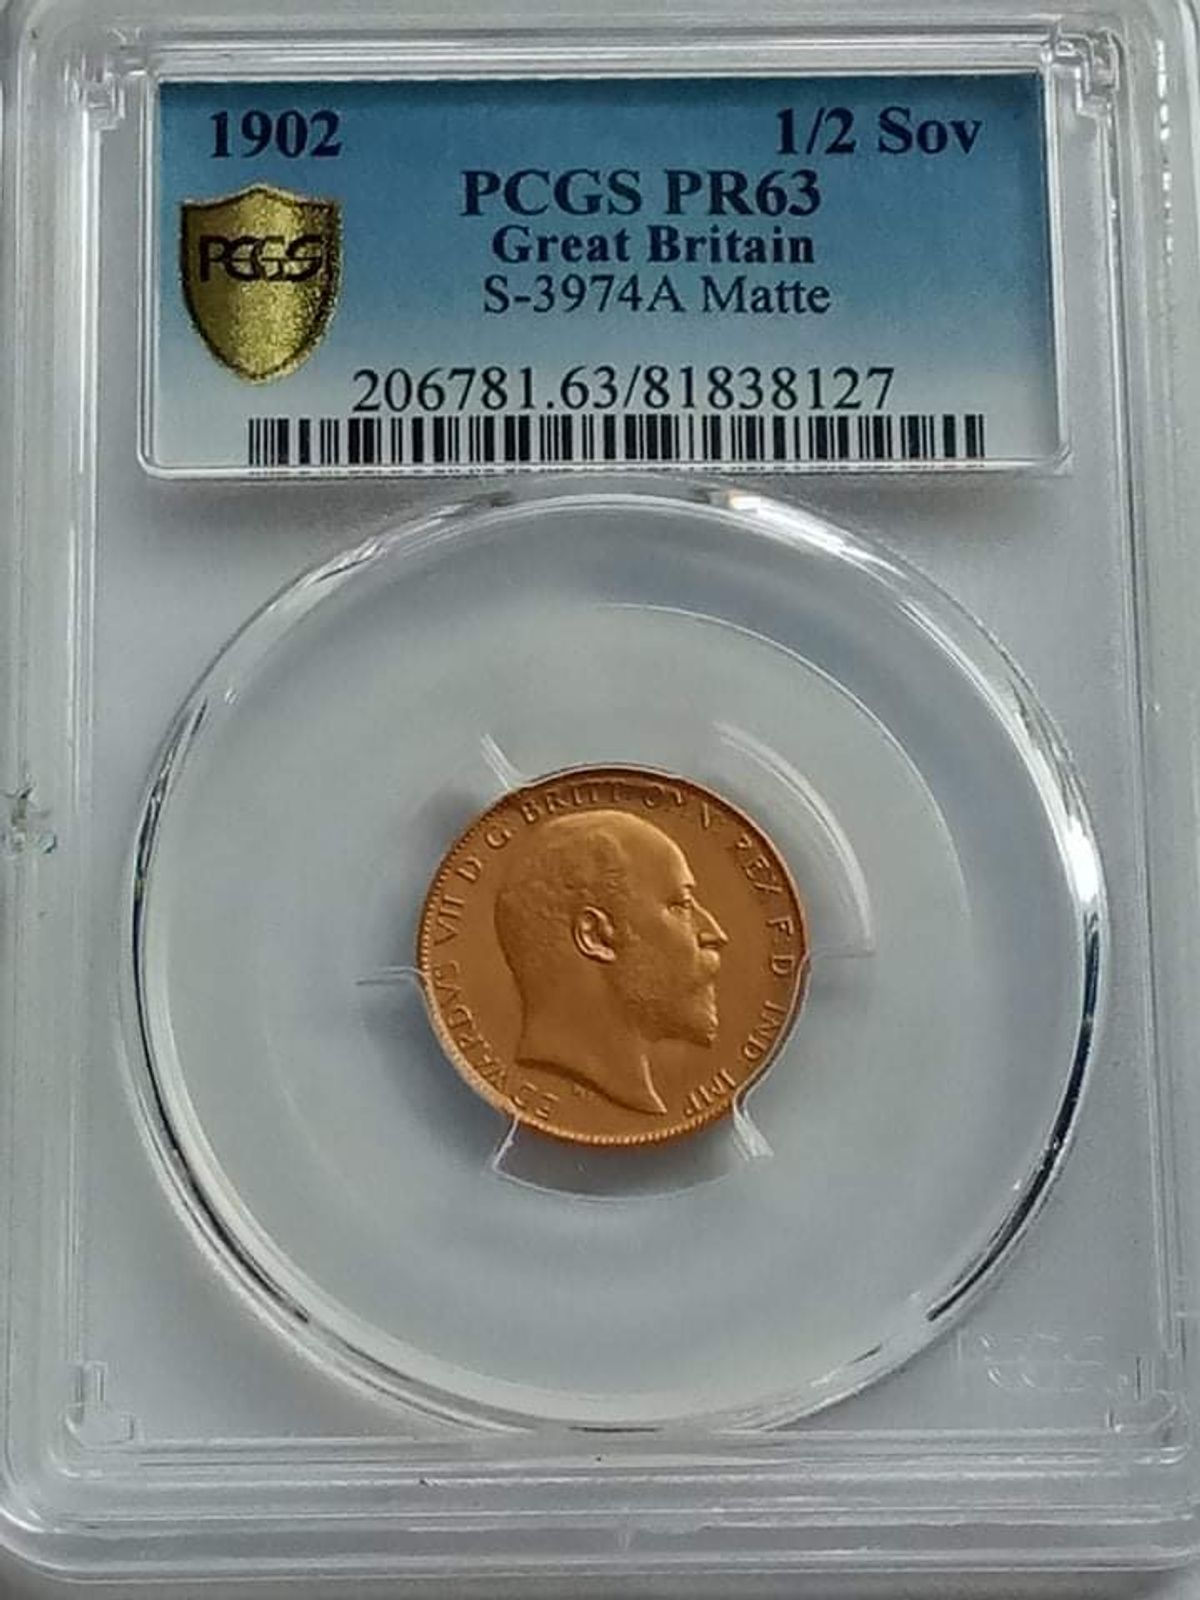 1902 1/2 Sov
PCGS PR63
Great Britain
S-3974A Matte
PCGS
206781.63/81838127
EDWARDVS VII D G BRITT OMN REX F D IND IMP